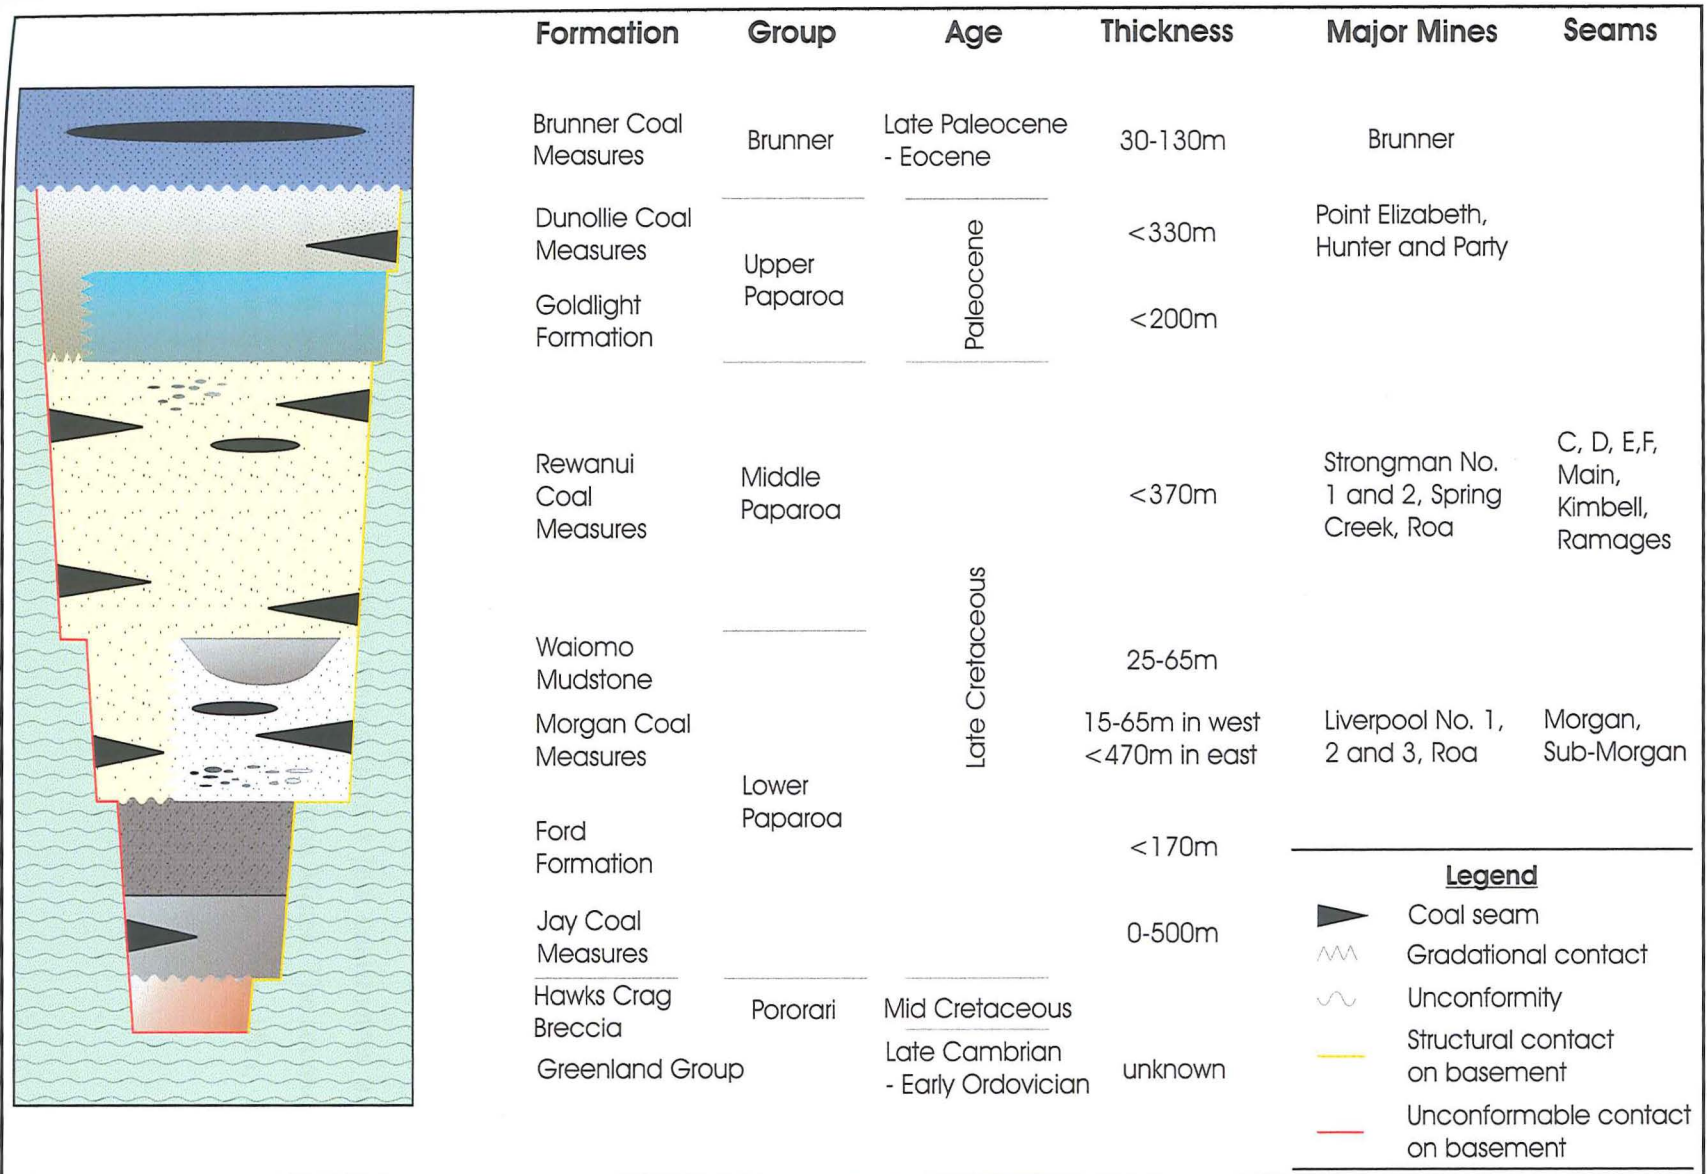 Formation Group Age Thickness Major Mines Seams
Brunner Coal
Measures
Brunner
Late Paleocene
- Eocene
30-130m
Brunner
Dunollie Coal
Measures
Upper
Paparoa
Paleocene
<330m
Point Elizabeth,
Hunter and Party
Goldlight
Formation
<200m
Rewanui
Coal
Measures
Middle
Paparoa
Late Cretaceous
<370m
Strongman No.
1 and 2, Spring
Creek, Roa
C, D, E,F,
Main,
Kimbell,
Ramages
Waiomo
Mudstone
25-65m
Morgan Coal
Measures
Lower
Paparoa
15-65m in west
<470m in east
Liverpool No. 1,
2 and 3, Roa
Morgan,
Sub-Morgan
Ford
Formation
<170m
Jay Coal
Measures
0-500m
Hawks Crag
Breccia
Pororari
Mid Cretaceous
Greenland Group
Late Cambrian
- Early Ordovician
unknown
Legend
Coal seam
Gradational contact
Unconformity
Structural contact
on basement
Unconformable contact
on basement